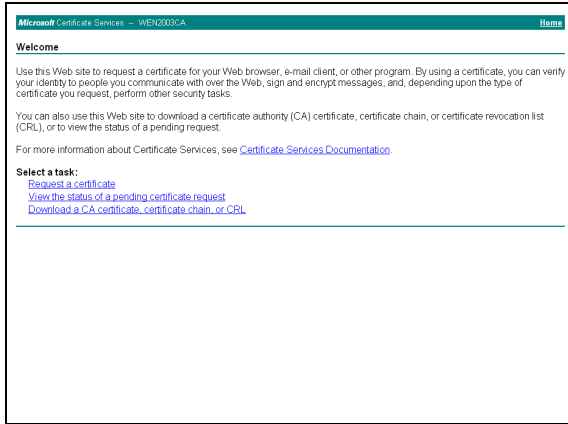 Microsoft Certificate Services -- WEN2003CA Home
Welcome
Use this Web site to request a certificate for your Web browser, e-mail client, or other program. By using a certificate, you can verify
your identity to people you communicate with over the Web, sign and encrypt messages, and, depending upon the type of
certificate you request, perform other security tasks.
You can also use this Web site to download a certificate authority (CA) certificate, certificate chain, or certificate revocation list
(CRL), or to view the status of a pending request.
For more information about Certificate Services, see Certificate Services Documentation.
Select a task:
Request a certificate
View the status of a pending certificate request
Download a CA certificate, certificate chain, or CRL